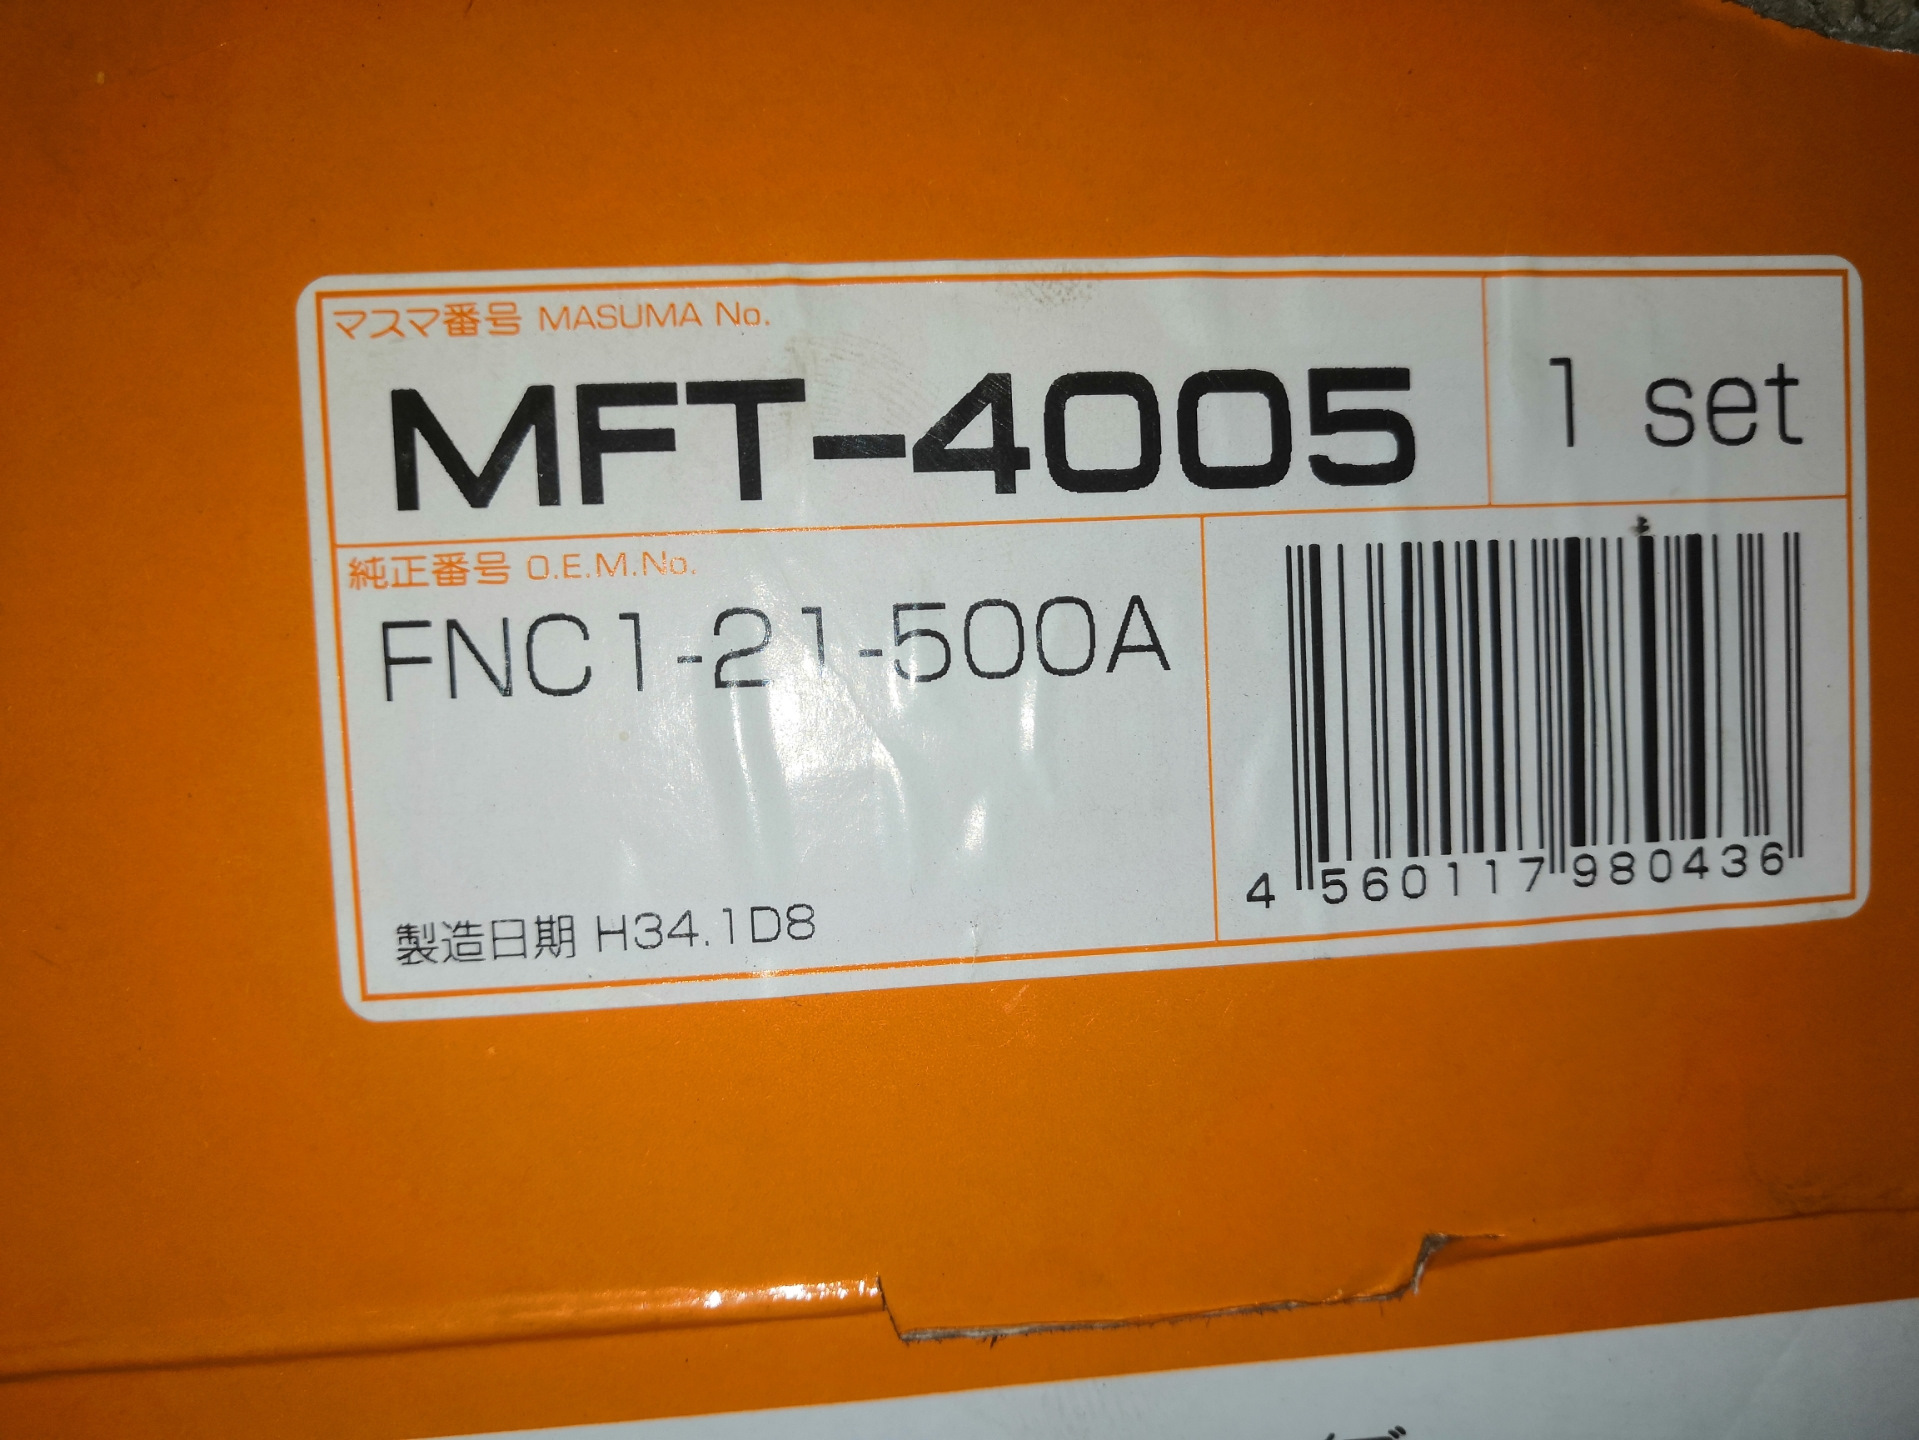 マスマ番号 MASUMA No.
MFT-4005
1 set
純正番号 O.E.M.No.
FNC1-21-500A
製造日期 H34.1D8
4 560117 980436